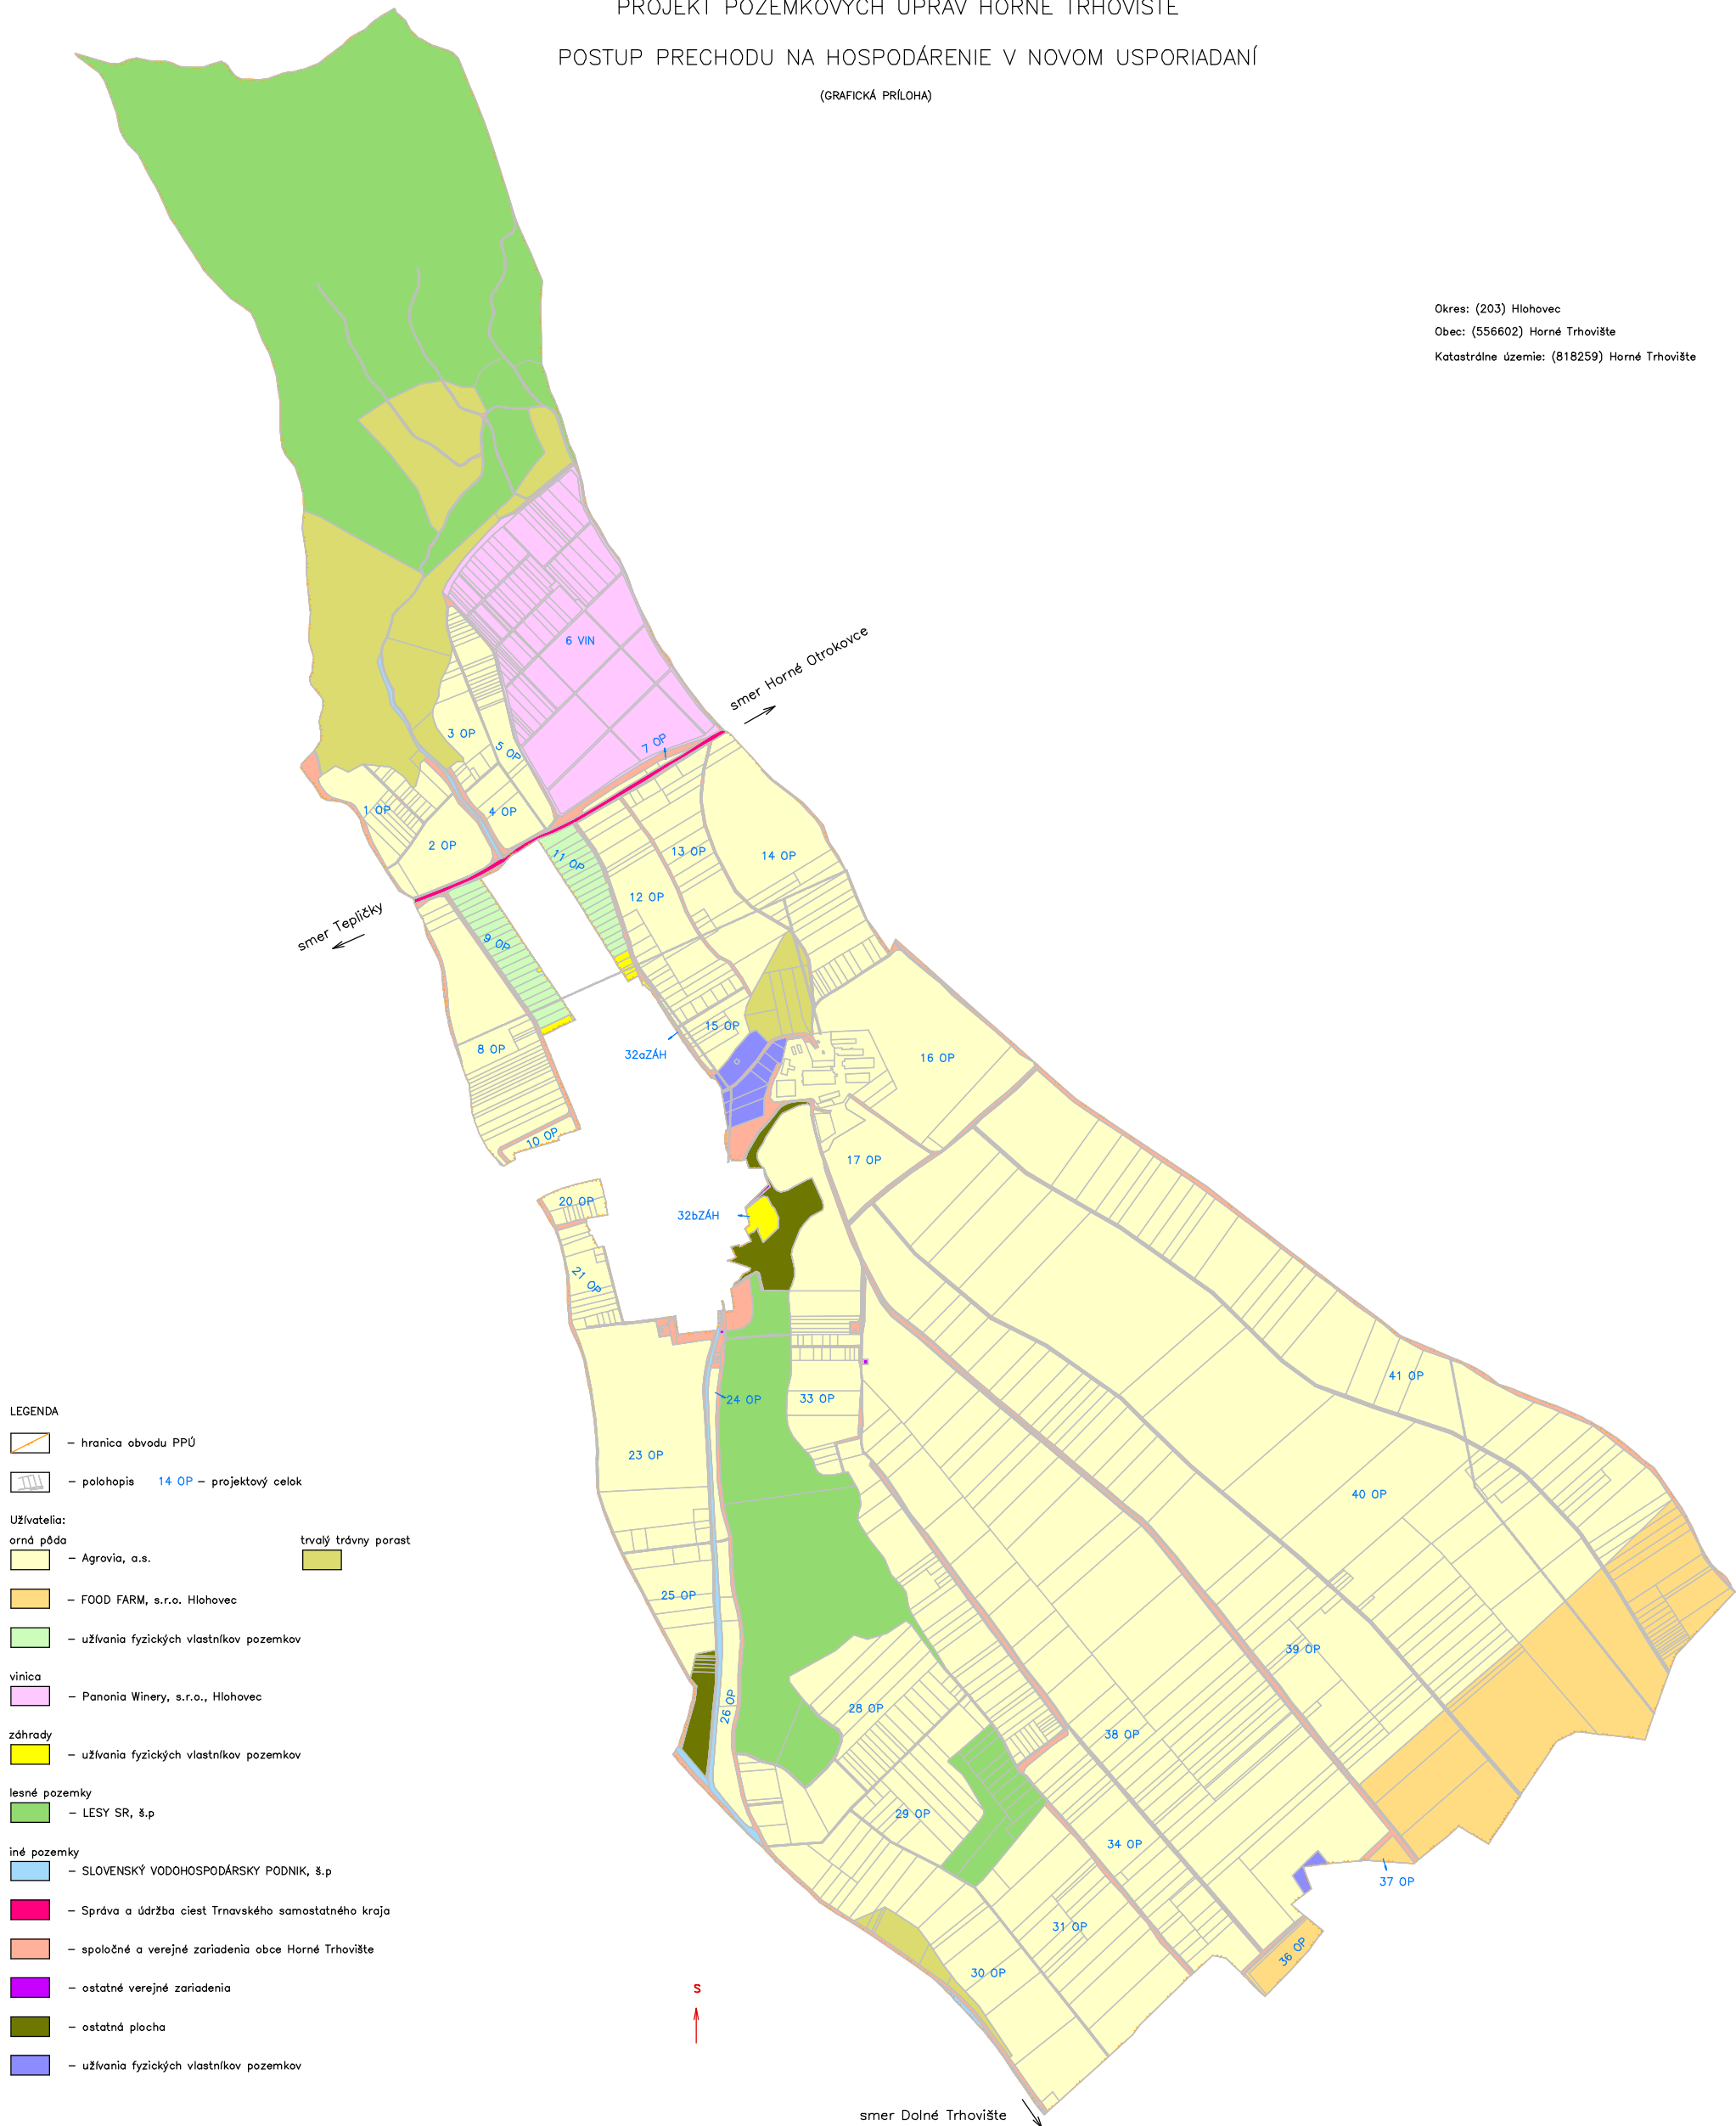 PROJEKT POZEMKOVÝCH ÚPRAV HORNÉ TRHOVIŠTE
POSTUP PRECHODU NA HOSPODÁRENIE V NOVOM USPORIADANÍ
(GRAFICKÁ PRÍLOHA)
Okres: (203) Hlohovec
Obec: (556602) Horné Trhovište
Katastrálne územie: (818259) Horné Trhovište
6 VIN
smer Horné Otrokovce
3 OP
5 OP
7 OP
1 OP
4 OP
2 OP
11 OP
13 OP
14 OP
12 OP
smer Tepličky
9 OP
15 OP
8 OP
32aZÁH
16 OP
10 OP
17 OP
20 OP
32bZÁH
21 OP
41 OP
24 OP
33 OP
23 OP
40 OP
25 OP
39 OP
26 OP
28 OP
38 OP
29 OP
34 OP
37 OP
31 OP
36 OP
30 OP
LEGENDA
– hranica obvodu PPÚ
– polohopis 14 OP – projektový celok
Užívatelia:
orná pôda trvalý trávny porast
– Agrovia, a.s.
– FOOD FARM, s.r.o. Hlohovec
– užívania fyzických vlastníkov pozemkov
vinica
– Panonia Winery, s.r.o., Hlohovec
záhrady
– užívania fyzických vlastníkov pozemkov
lesné pozemky
– LESY SR, š.p
iné pozemky
– SLOVENSKÝ VODOHOSPODÁRSKY PODNIK, š.p
– Správa a údržba ciest Trnavského samostatného kraja
– spoločné a verejné zariadenia obce Horné Trhovište
– ostatné verejné zariadenia
– ostatná plocha
– užívania fyzických vlastníkov pozemkov
S
smer Dolné Trhovište